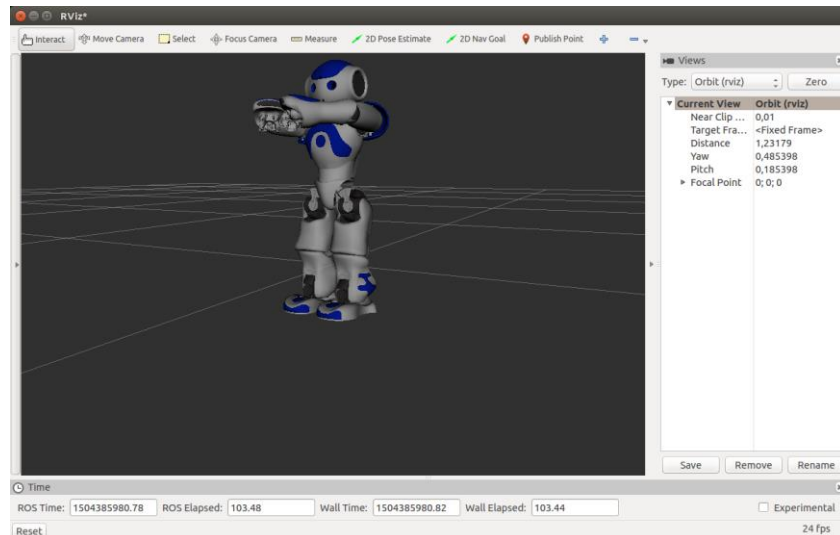 RViz*
Interact Move Camera Select Focus Camera Measure 2D Pose Estimate 2D Nav Goal Publish Point
Views
Type: Orbit (rviz) Zero
Current View Orbit (rviz)
Near Clip ... 0,01
Target Fra... <Fixed Frame>
Distance 1,23179
Yaw 0,485398
Pitch 0,185398
Focal Point 0; 0; 0
Save Remove Rename
Time
ROS Time: 1504385980.78 ROS Elapsed: 103.48 Wall Time: 1504385980.82 Wall Elapsed: 103.44 Experimental
Reset 24 fps